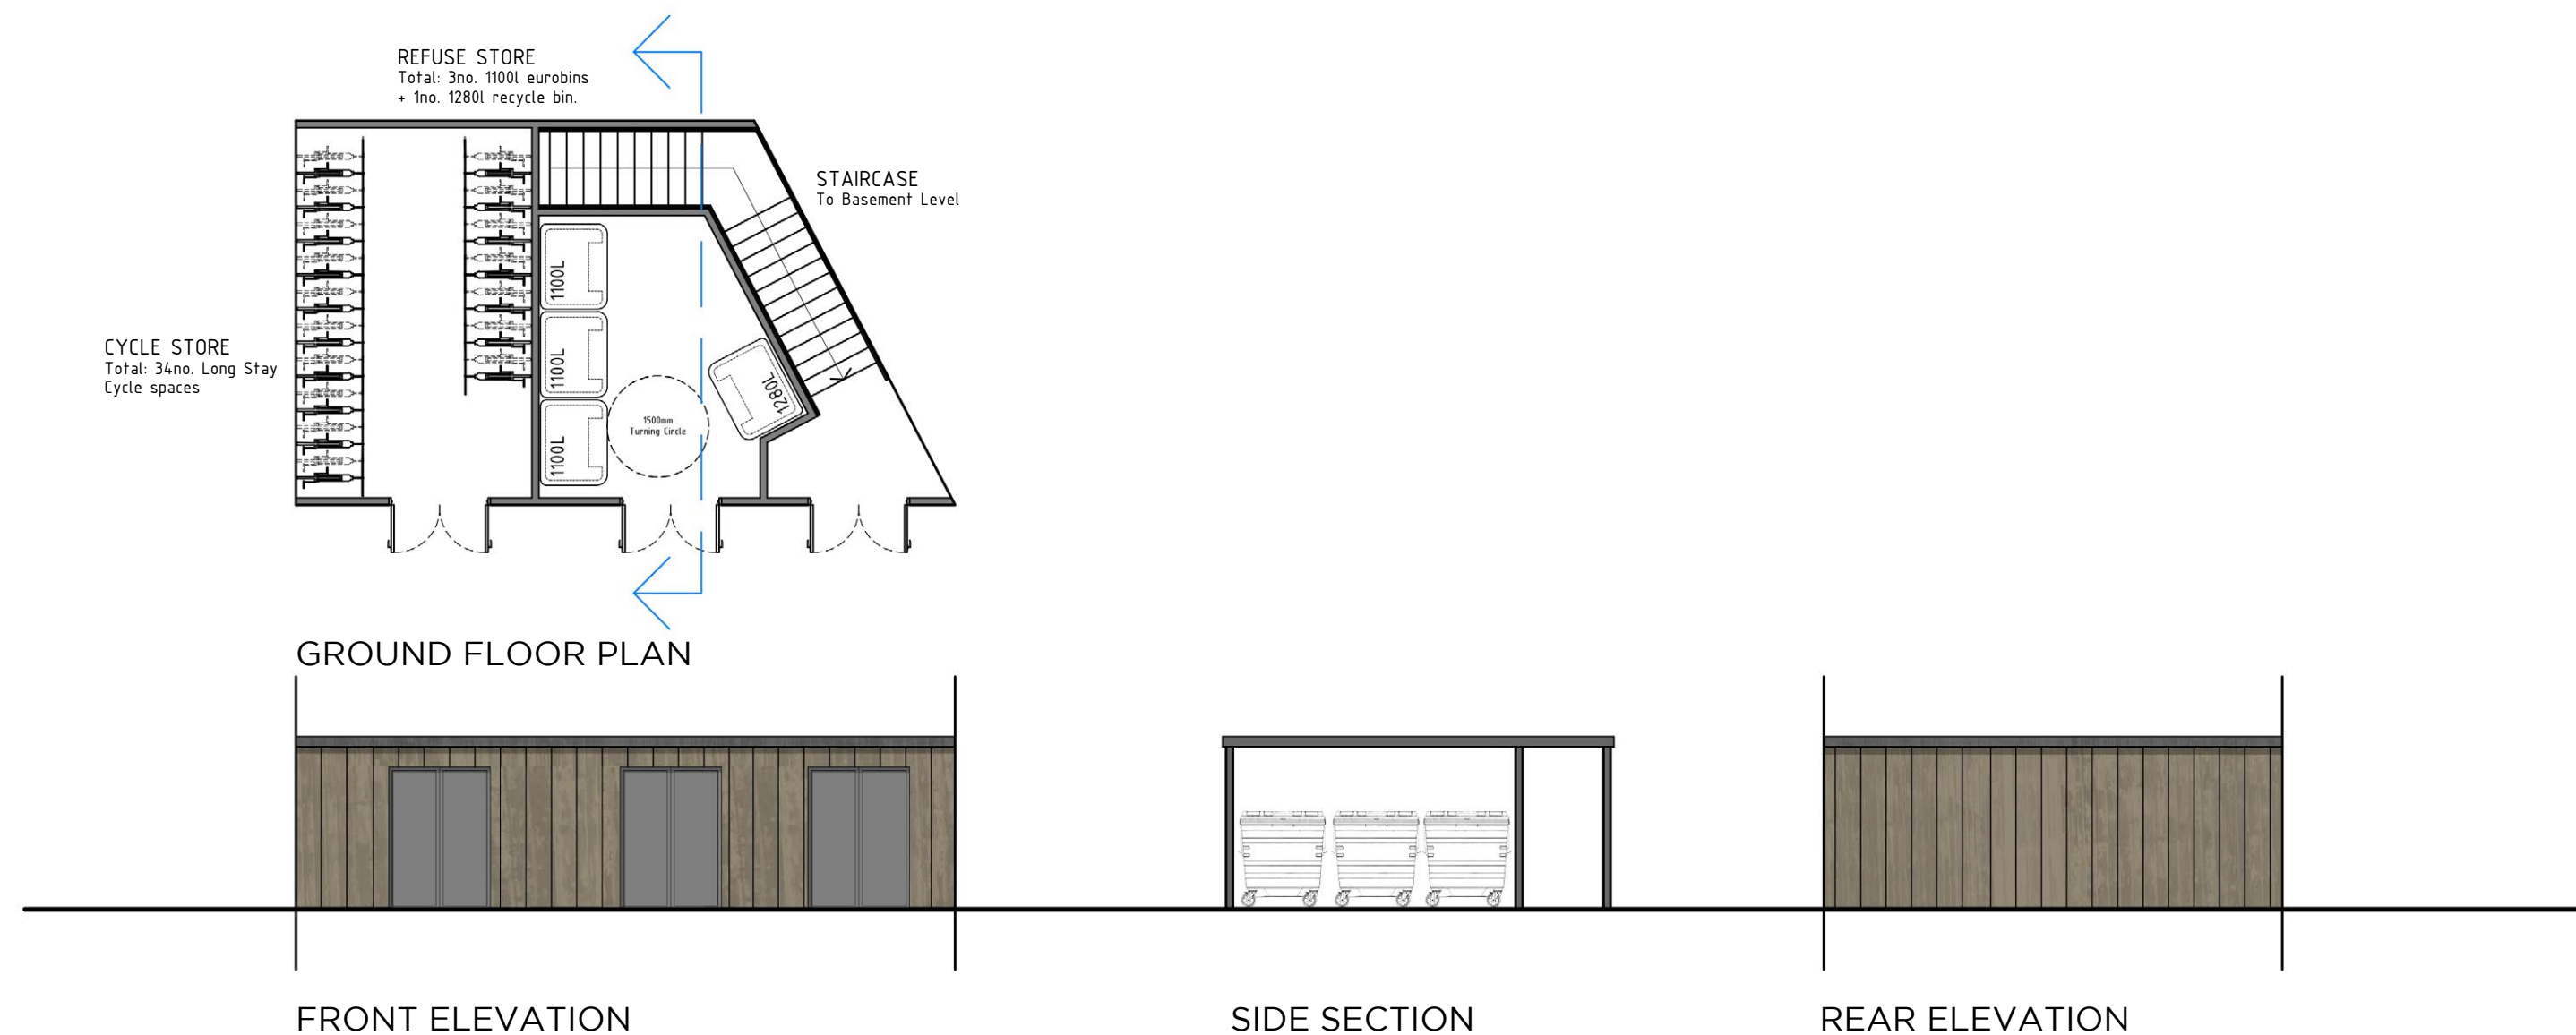 REFUSE STORE
Total: 3no. 1100l eurobins
+ 1no. 1280l recycle bin.
STAIRCASE
To Basement Level
CYCLE STORE
Total: 34no. Long Stay
Cycle spaces
1100L
1100L
1100L
1280L
1500mm
Turning Circle
GROUND FLOOR PLAN
FRONT ELEVATION
SIDE SECTION
REAR ELEVATION